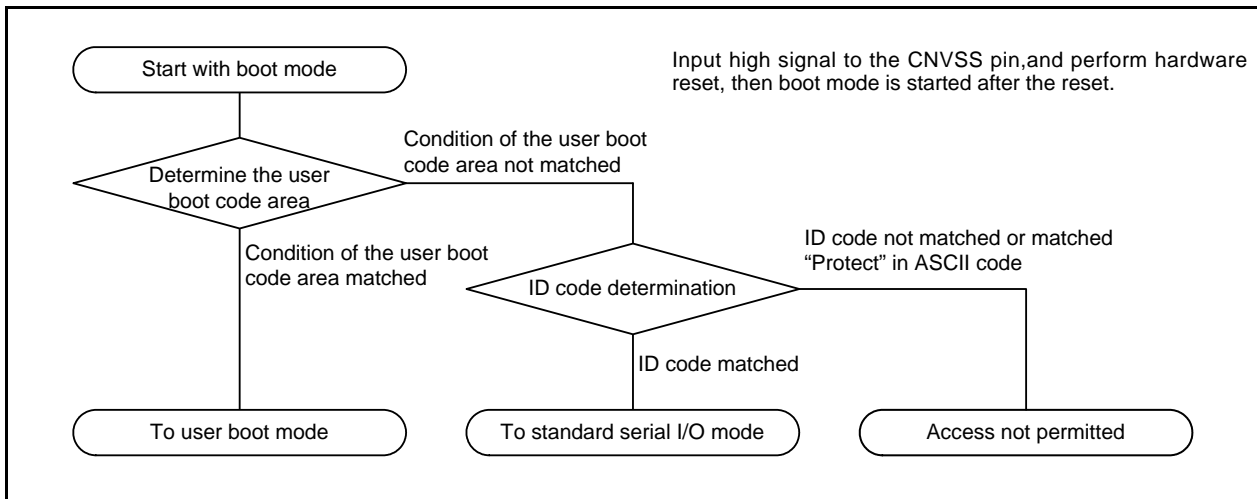 Start with boot mode
Input high signal to the CNVSS pin,and perform hardware
reset, then boot mode is started after the reset.
Condition of the user boot
code area not matched
Determine the user
boot code area
Condition of the user boot
code area matched
ID code not matched or matched
“Protect” in ASCII code
ID code determination
ID code matched
To user boot mode
To standard serial I/O mode
Access not permitted